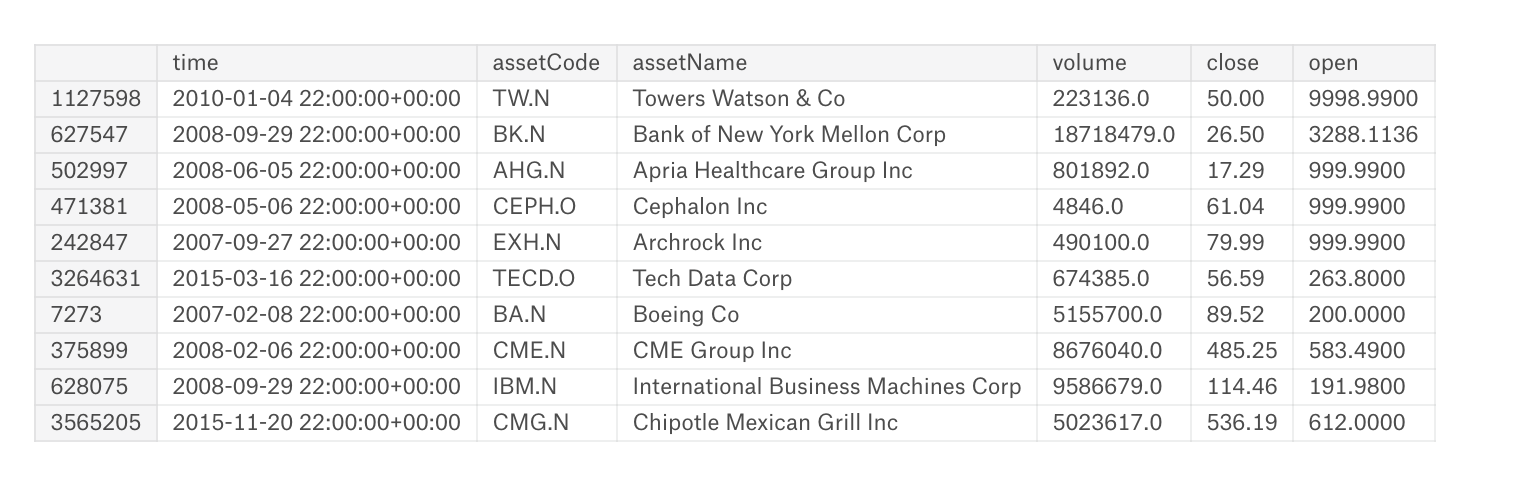 time assetCode assetName volume close open
1127598 2010-01-04 22:00:00+00:00 TW.N Towers Watson & Co 223136.0 50.00 9998.9900
627547 2008-09-29 22:00:00+00:00 BK.N Bank of New York Mellon Corp 18718479.0 26.50 3288.1136
502997 2008-06-05 22:00:00+00:00 AHG.N Apria Healthcare Group Inc 801892.0 17.29 999.9900
471381 2008-05-06 22:00:00+00:00 CEPH.O Cephalon Inc 4846.0 61.04 999.9900
242847 2007-09-27 22:00:00+00:00 EXH.N Archrock Inc 490100.0 79.99 999.9900
3264631 2015-03-16 22:00:00+00:00 TECD.O Tech Data Corp 674385.0 56.59 263.8000
7273 2007-02-08 22:00:00+00:00 BA.N Boeing Co 5155700.0 89.52 200.0000
375899 2008-02-06 22:00:00+00:00 CME.N CME Group Inc 8676040.0 485.25 583.4900
628075 2008-09-29 22:00:00+00:00 IBM.N International Business Machines Corp 9586679.0 114.46 191.9800
3565205 2015-11-20 22:00:00+00:00 CMG.N Chipotle Mexican Grill Inc 5023617.0 536.19 612.0000